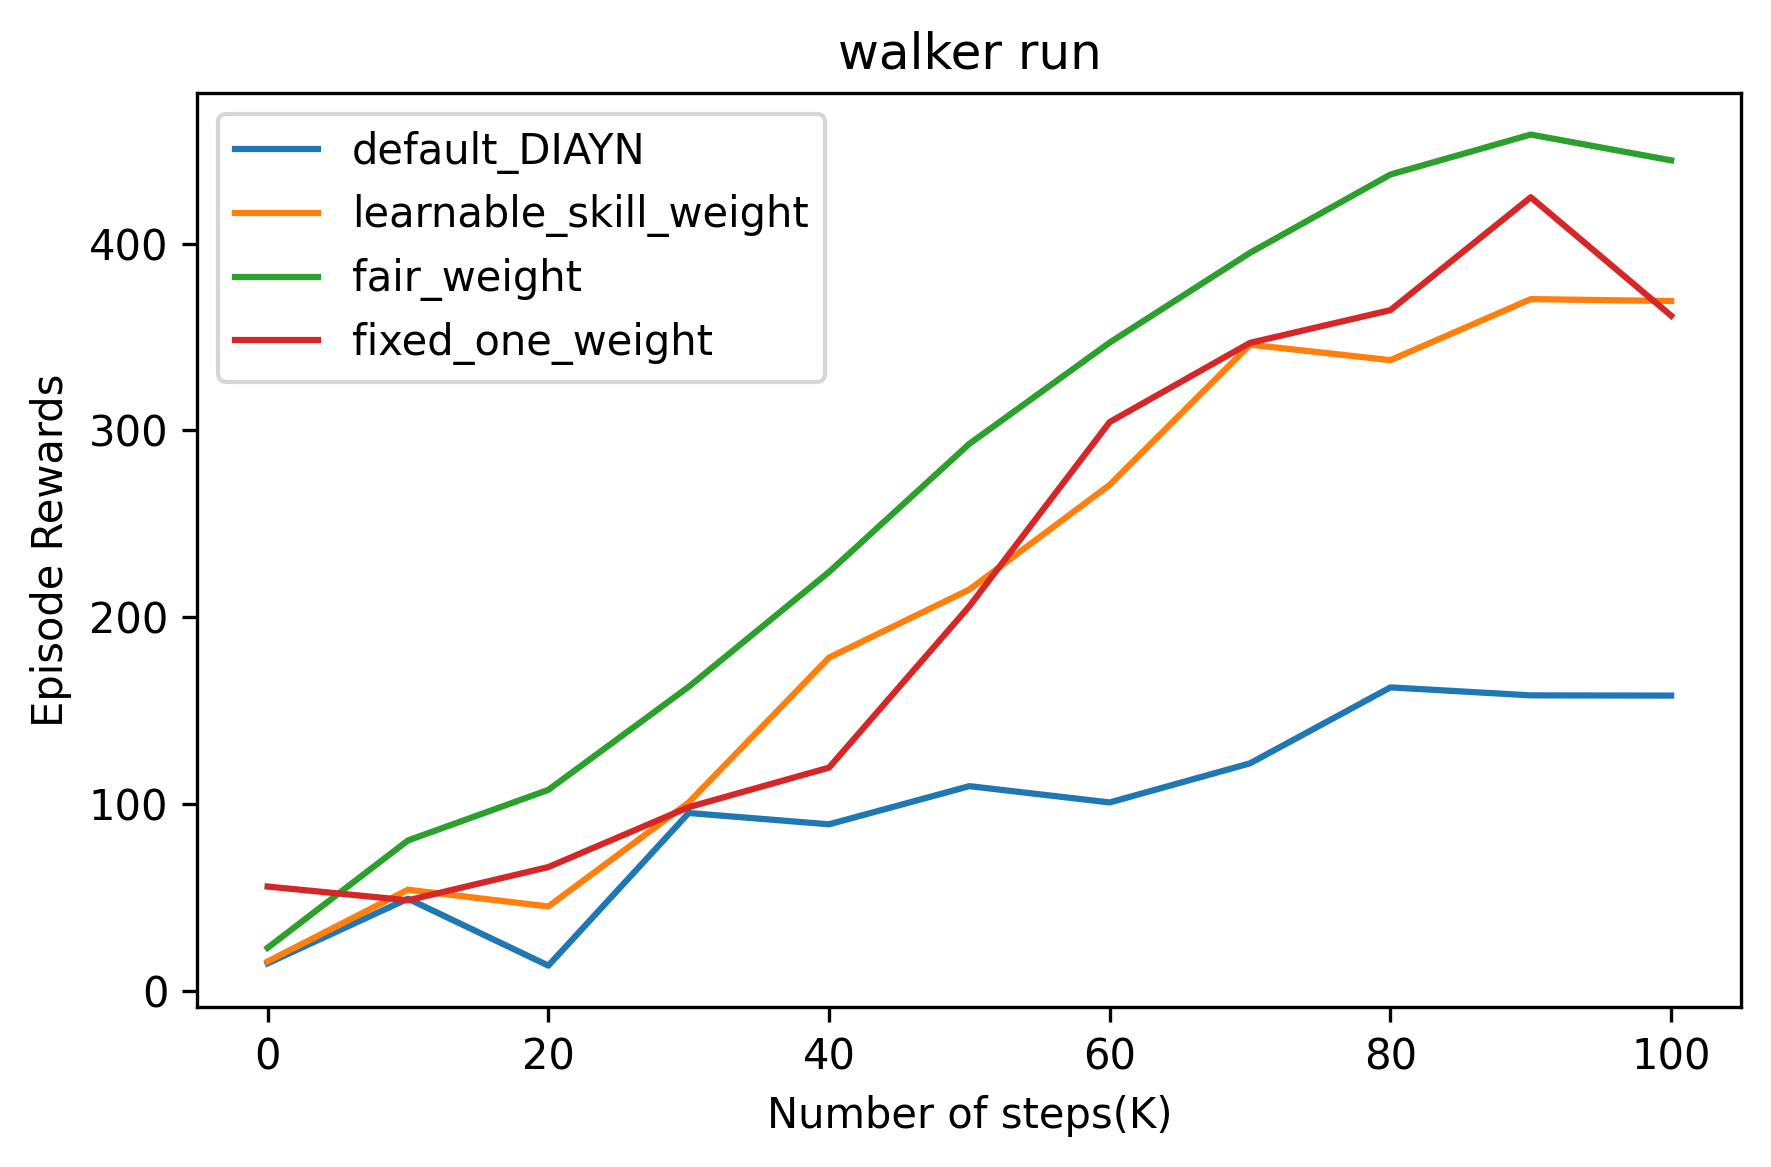 walker run
default_DIAYN
learnable_skill_weight
fair_weight
fixed_one_weight
Episode Rewards
400
300
200
100
0
0 20 40 60 80 100
Number of steps(K)